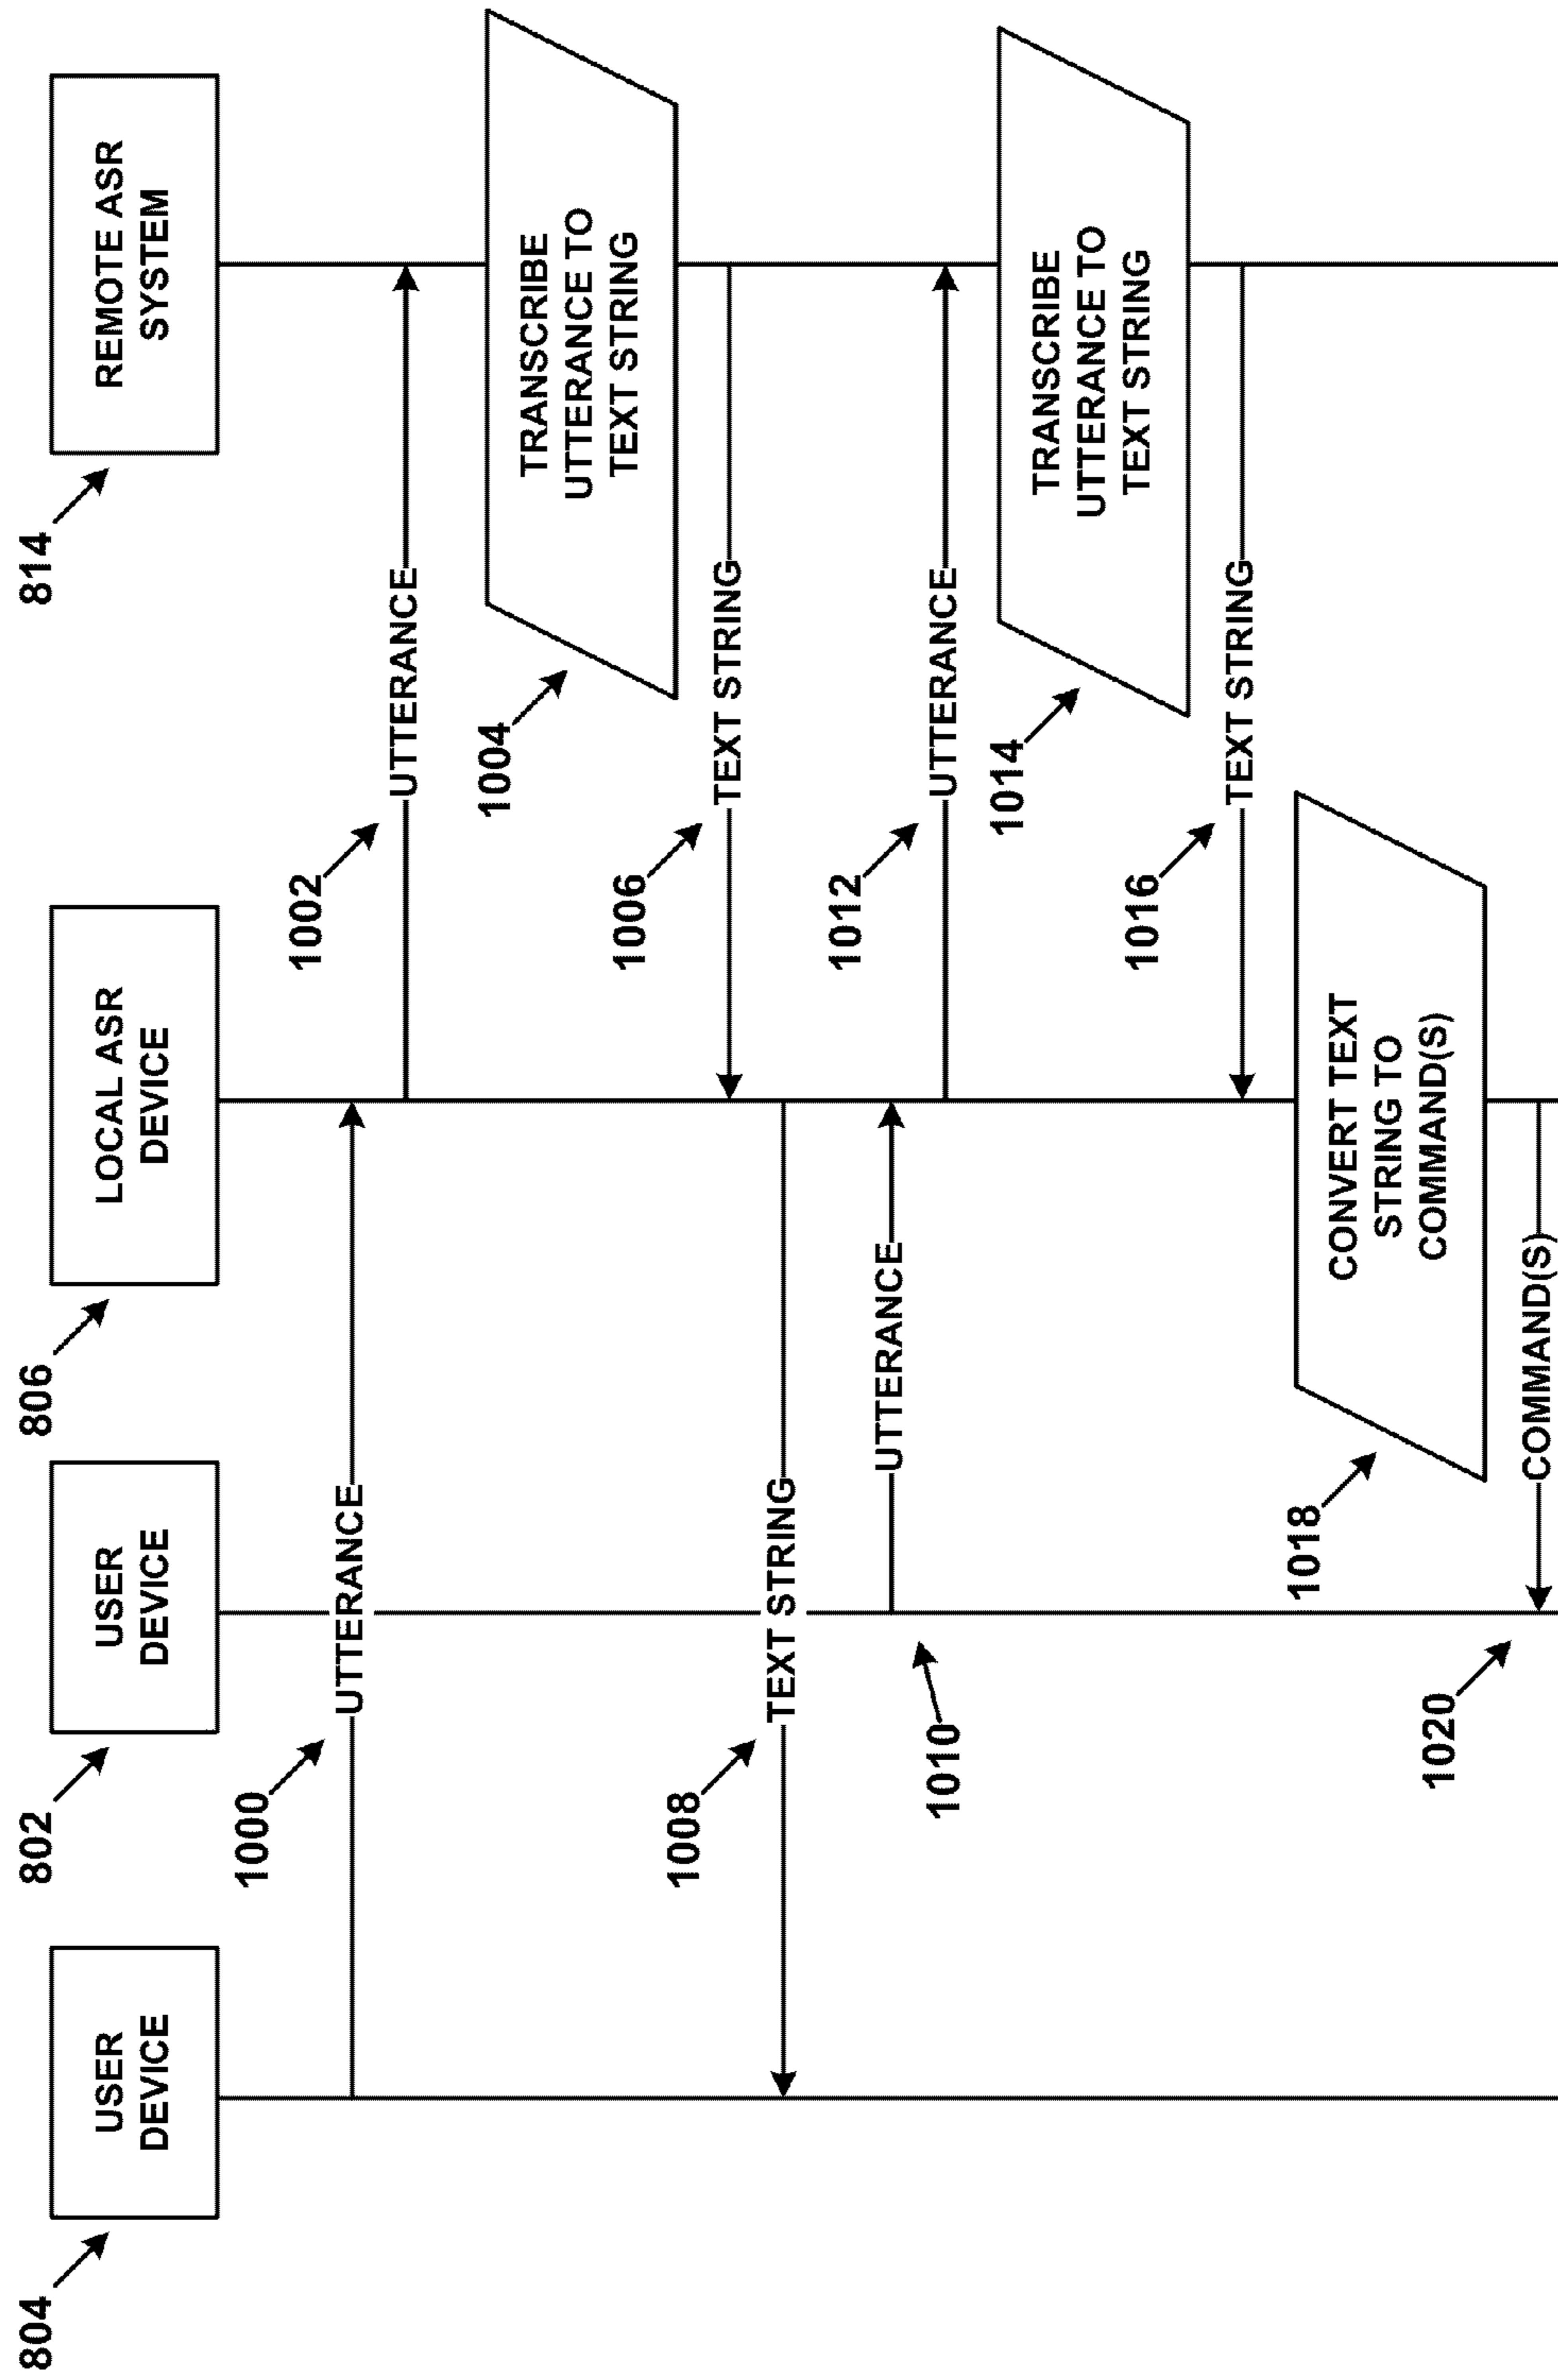 804
USER
DEVICE
802
USER
DEVICE
806
LOCAL ASR
DEVICE
814
REMOTE ASR
SYSTEM
1000
UTTERANCE
1002
UTTERANCE
1004
TRANSCRIBE
UTTERANCE TO
TEXT STRING
1006
TEXT STRING
1008
TEXT STRING
1010
UTTERANCE
1012
UTTERANCE
1014
TRANSCRIBE
UTTERANCE TO
TEXT STRING
1016
TEXT STRING
1018
CONVERT TEXT
STRING TO
COMMAND(S)
1020
COMMAND(S)